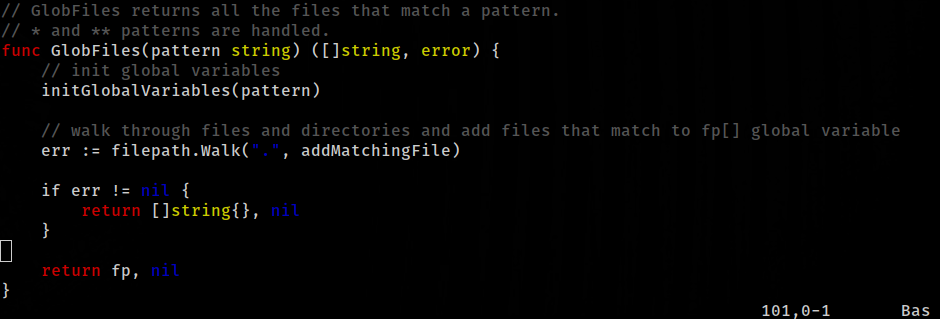 // GlobFiles returns all the files that match a pattern.
// * and ** patterns are handled.
func GlobFiles(pattern string) ([]string, error) {
    // init global variables
    initGlobalVariables(pattern)

    // walk through files and directories and add files that match to fp[] global variable
    err := filepath.Walk(".", addMatchingFile)

    if err != nil {
        return []string{}, nil
    }

    return fp, nil
}
101,0-1 Bas